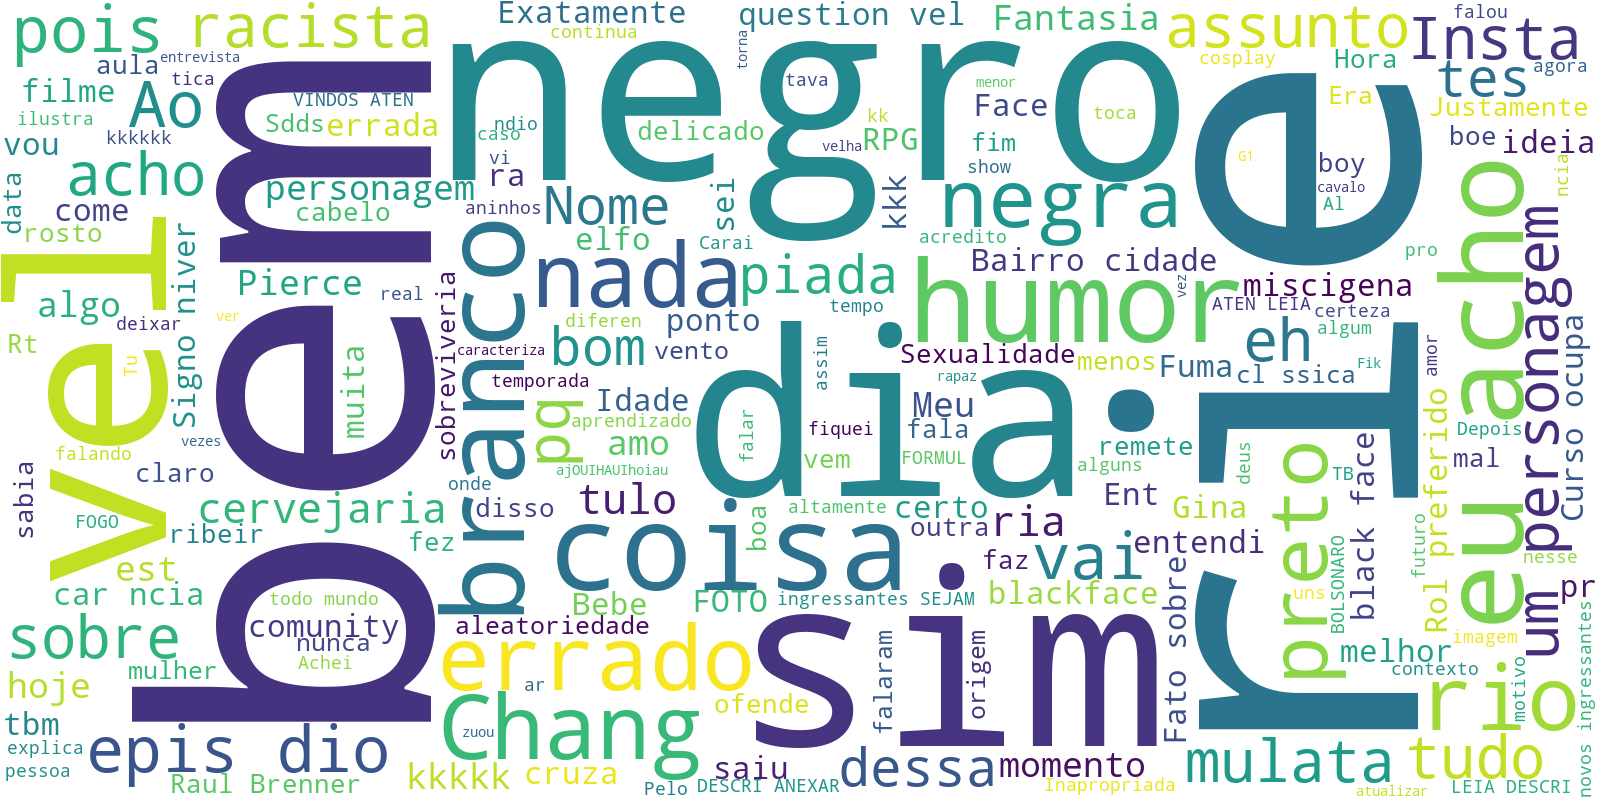 pois
racista
Exatamente
continua
question vel
Fantasia
assunto
Insta
falou
aula
entrevista
tica
filme
Ao
ilustra
kkkkkk
vou
VINDOS ATEN
Sdds
errada
negro
torna
tava
kk
delicado
velha
RPG
caso
ndio
vi
menor
Face
fim
show
toca
cosplay
Hora
tes
agora
Era
Justamente
boe
ideia
G1
boy
cavalo
Al
ncia
acho
data
come
rosto
personagem
cabelo
ra
aninhos
Nome
elfo
sei
Carai
kkk
negra
acredito
Bairro cidade
pro
vel
bem
Signo niver
algo
deixar
Rt
Tu
Pierce
real
ver
muita
sobreviveria
branco
nada
piada
tempo
diferen
ponto
bom
vento
assim
caracteriza
temporada
humor
vez
miscigena
ATEN LEIA
certeza
algum
eh
Sexualidade
menos
Fuma
cl ssica
Fik
amor
rapaz
eu acho
um personagem
Curso ocupa
Rol preferido
Depois
mal
Idade
pq
aprendizado
amo
falar
dia
Meu
fala
fiquei
vem
FORMUL
remete
alguns
deus
TB
preto
black face
ele
r
vezes
falando
claro
sabia
FOGO
cervejaria
ribeir
fez
onde
disso
ajOUIHAUIhoiau
tulo
boa
altamente
certo
outra
ria
Ent
Gina
entendi
faz
vai
coisa
est
car ncia
todo mundo
comunity
nunca
Achei
Bebe
FOTO
ingressantes SEJAM
blackface
uns
BOLSONARO
futuro
nesse
pr
imagem
sobre
mulher
hoje
aleatoriedade
errado
sim
falaram
origem
Fato sobre
melhor
contexto
motivo
novos ingressantes
rio
tbm
explica
pessoa
epis dio
Raul Brenner
zuou
ar
Chang
kkkkk
cruza
ofende
saiu
Pelo
DESCRI ANEXAR
dessa
momento
Inapropriada
mulata
tudo
atualizar
LEIA DESCRI